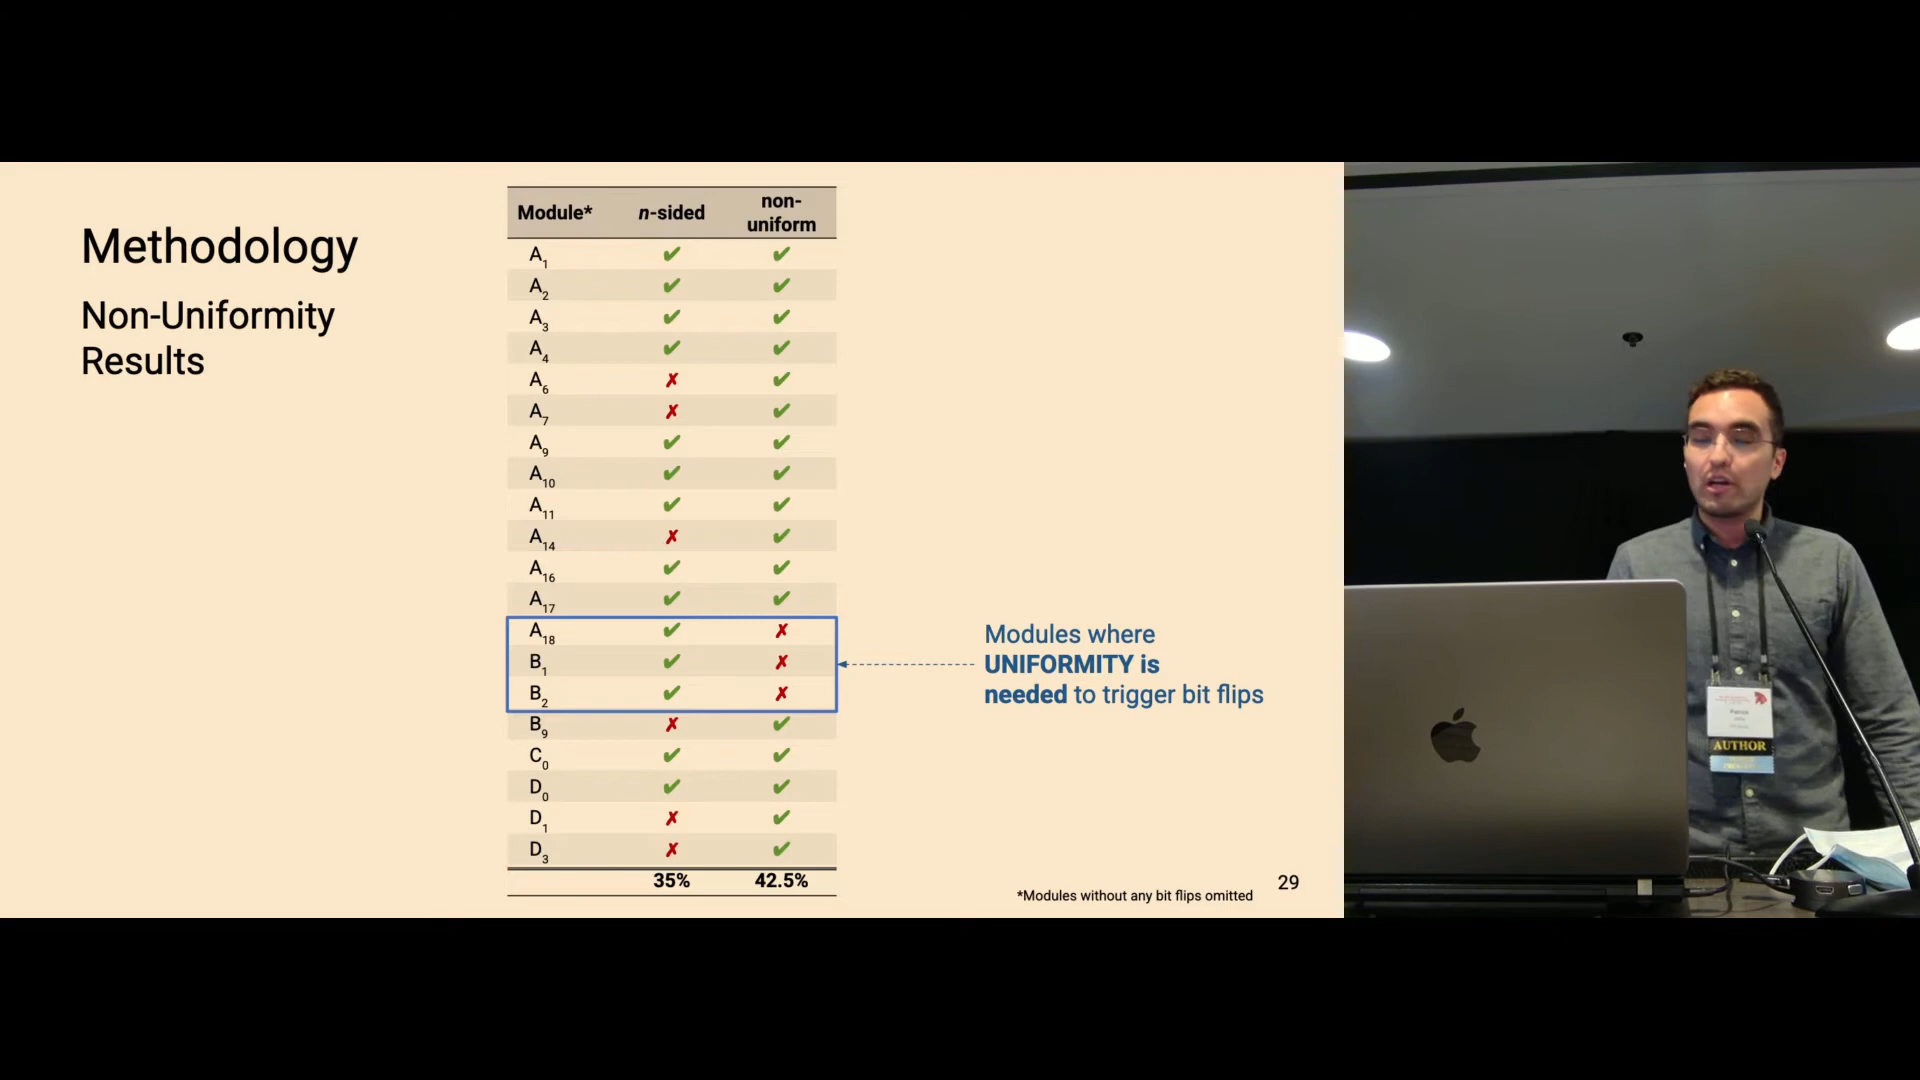 Methodology
Non-Uniformity
Results
Module* n-sided non-uniform
A1 ✔ ✔
A2 ✔ ✔
A3 ✔ ✔
A4 ✔ ✔
A6 ✗ ✔
A7 ✗ ✔
A9 ✔ ✔
A10 ✔ ✔
A11 ✔ ✔
A14 ✗ ✔
A16 ✔ ✔
A17 ✔ ✔
A18 ✔ ✗
B1 ✔ ✗
B2 ✔ ✗
B9 ✗ ✔
C0 ✔ ✔
D0 ✔ ✔
D1 ✗ ✔
D3 ✗ ✔
35% 42.5%
Modules where
UNIFORMITY is
needed to trigger bit flips
*Modules without any bit flips omitted
29
Patrick
AUTHOR